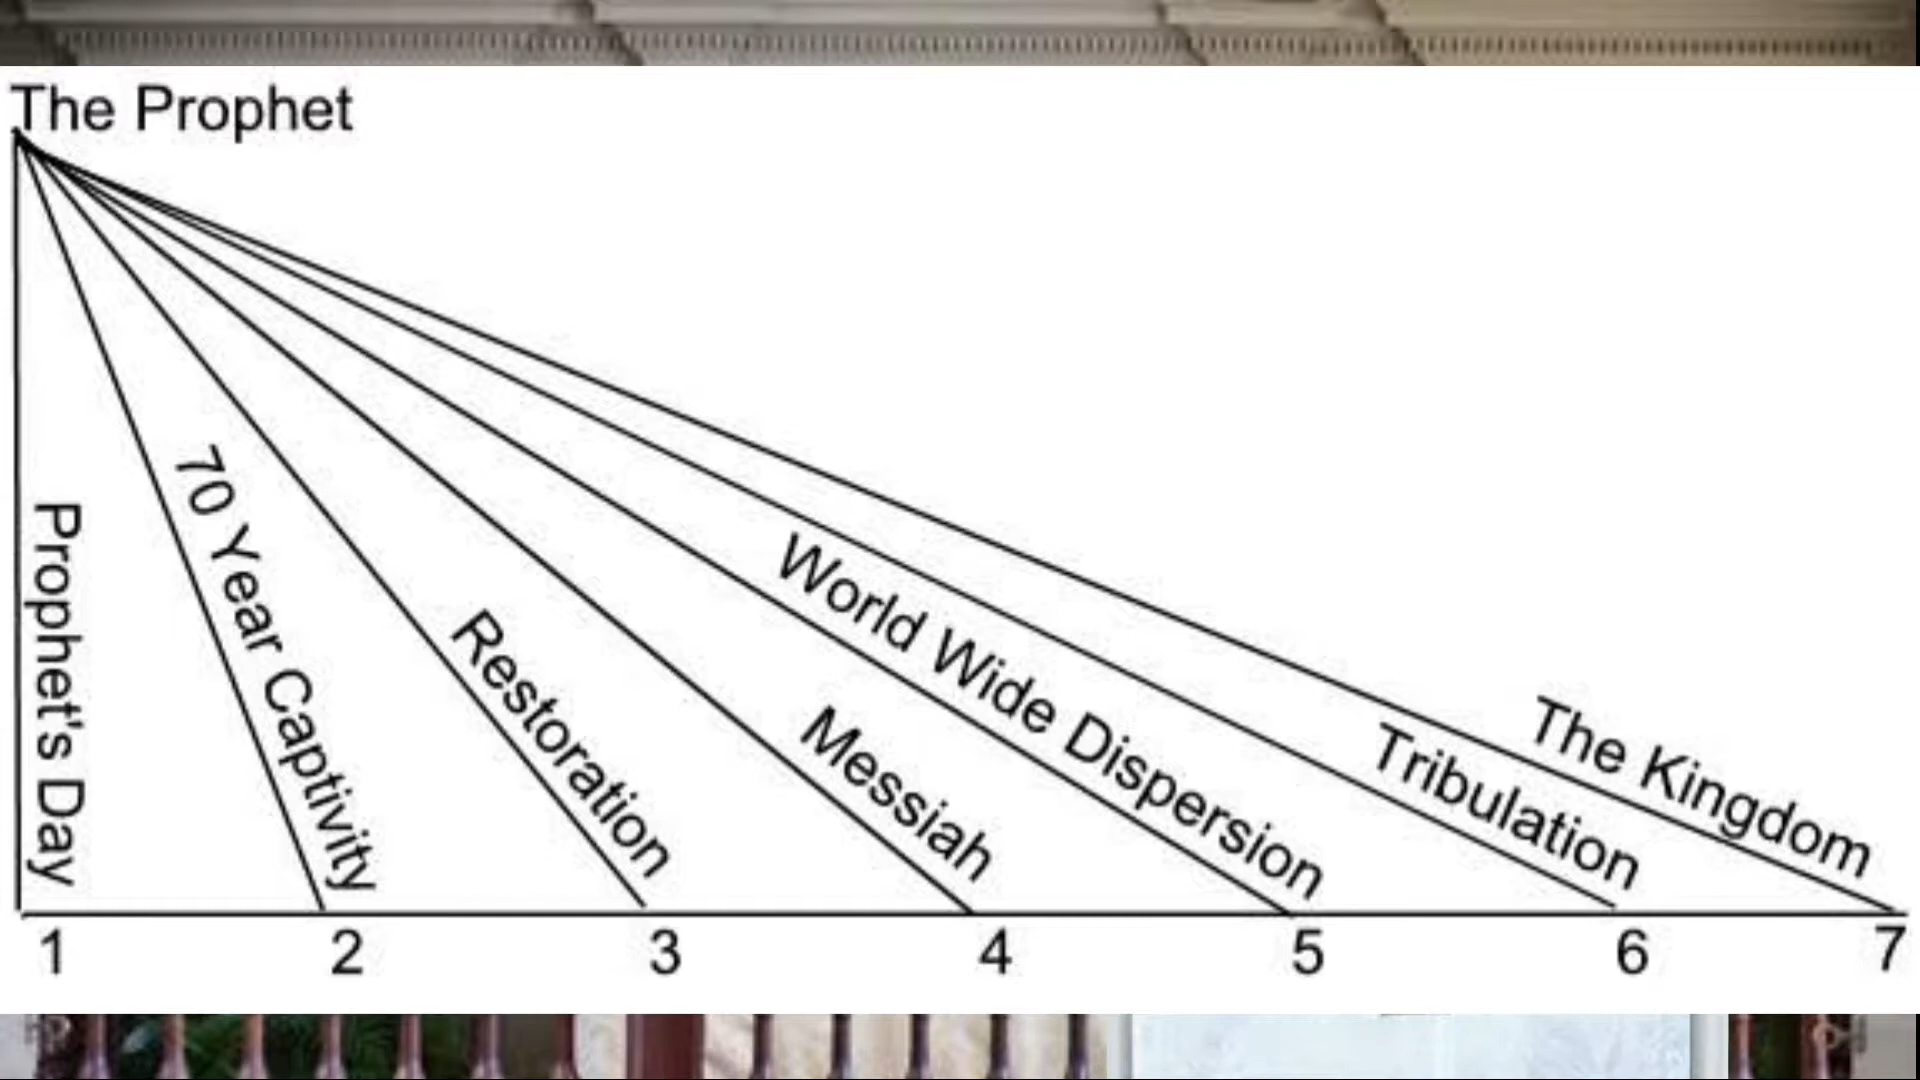 The Prophet
Prophet's Day
70 Year Captivity
Restoration
Messiah
World Wide Dispersion
Tribulation
The Kingdom
1 2 3 4 5 6 7